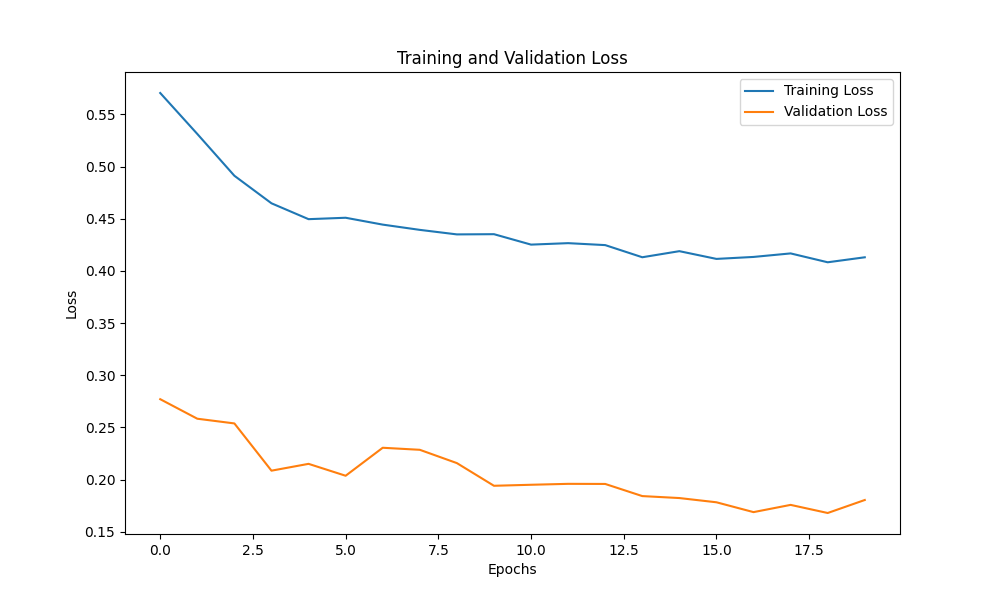 Training and Validation Loss
Training Loss
Validation Loss
0.55
0.50
0.45
0.40
0.35
0.30
0.25
0.20
0.15
Loss
0.0 2.5 5.0 7.5 10.0 12.5 15.0 17.5
Epochs